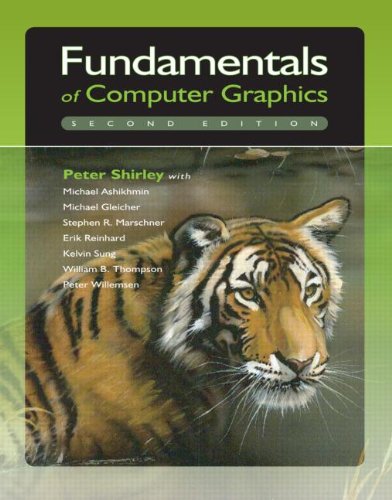 Fundamentals
of Computer Graphics
SECOND EDITION
Peter Shirley with
Michael Ashikhmin
Michael Gleicher
Stephen R. Marschner
Erik Reinhard
Kelvin Sung
William B. Thompson
Peter Willemsen